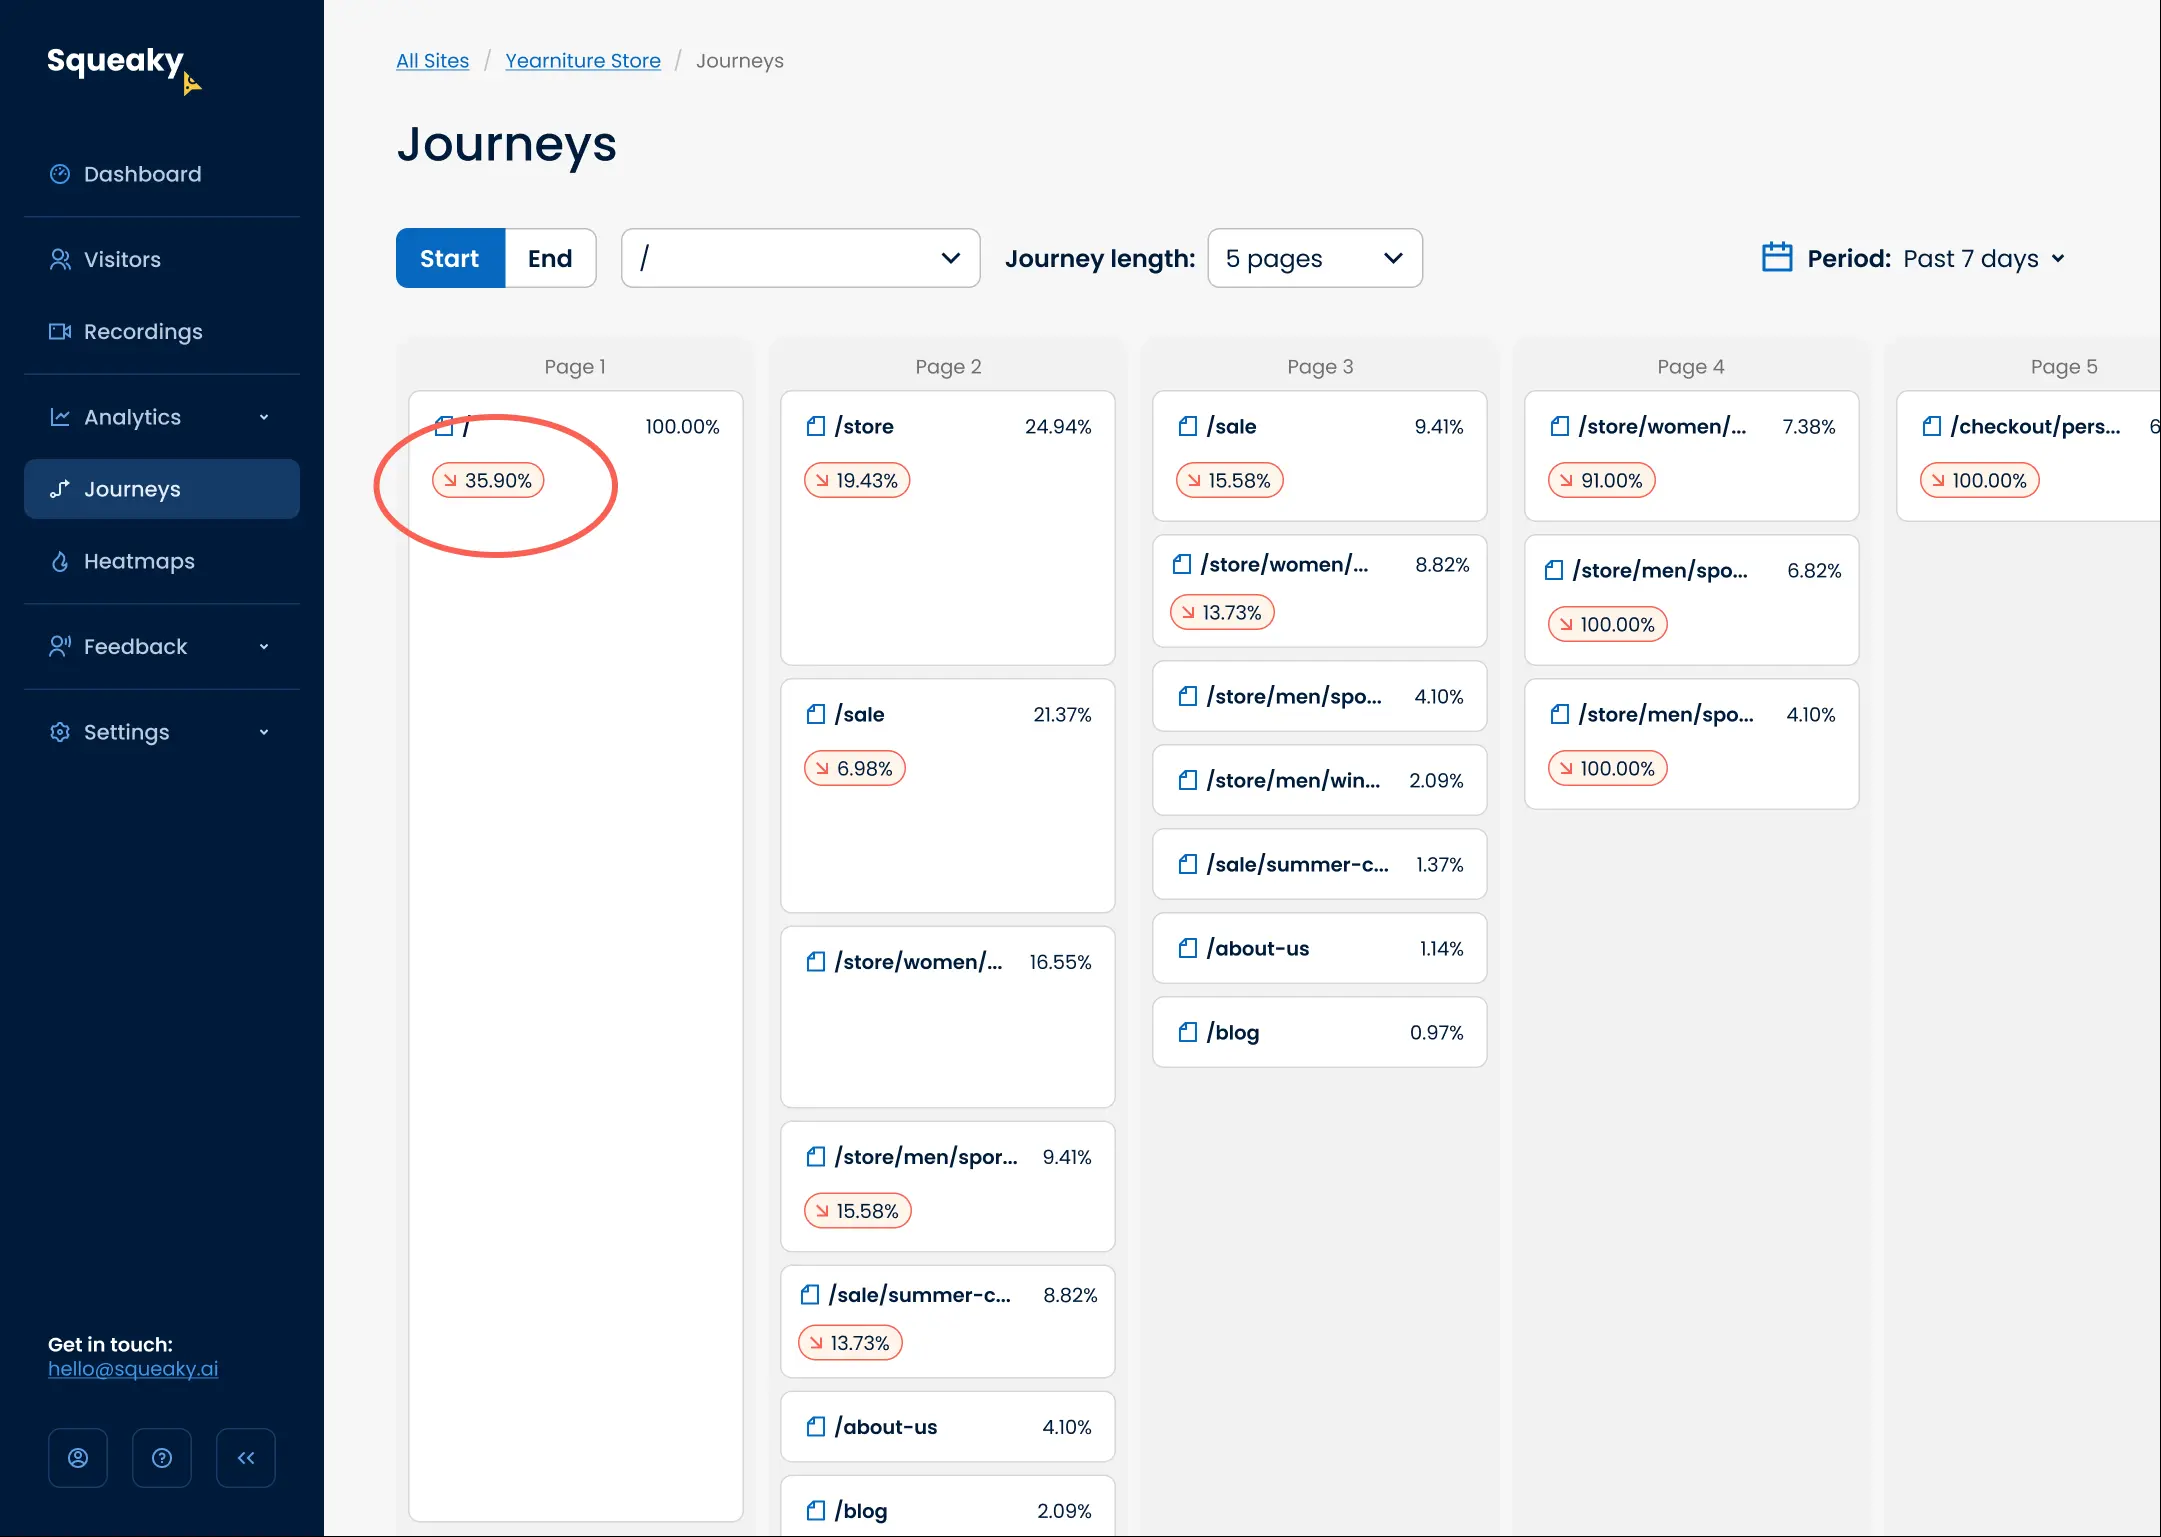 Squeaky
Dashboard
Visitors
Recordings
Analytics
Journeys
Heatmaps
Feedback
Settings
Get in touch:
hello@squeaky.ai
All Sites / Yearniture Store / Journeys
Journeys
Start End / Journey length: 5 pages Period: Past 7 days
Page 1
/ 100.00%
35.90%
Page 2
/store 24.94%
19.43%
/sale 21.37%
6.98%
/store/women/... 16.55%
/store/men/spor... 9.41%
15.58%
/sale/summer-c... 8.82%
13.73%
/about-us 4.10%
/blog 2.09%
Page 3
/sale 9.41%
15.58%
/store/women/... 8.82%
13.73%
/store/men/spo... 4.10%
/store/men/win... 2.09%
/sale/summer-c... 1.37%
/about-us 1.14%
/blog 0.97%
Page 4
/store/women/... 7.38%
91.00%
/store/men/spo... 6.82%
100.00%
/store/men/spo... 4.10%
100.00%
Page 5
/checkout/pers...
100.00%